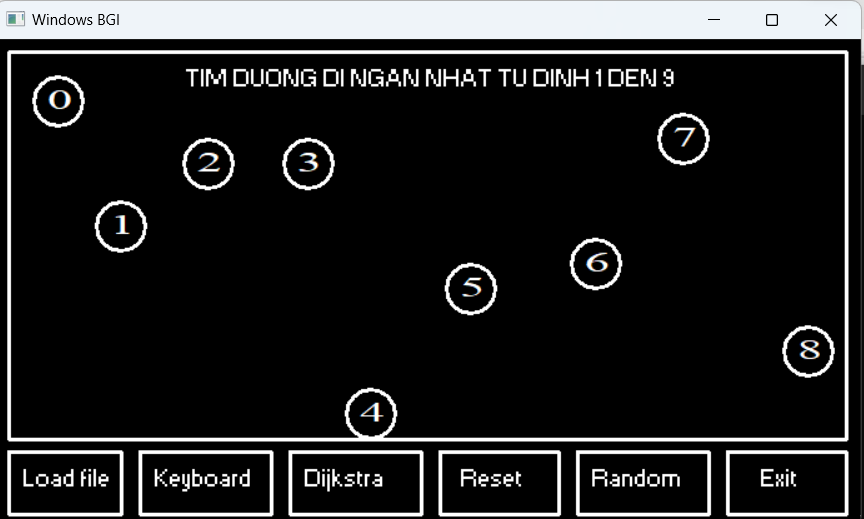 Windows BGI
TIM DUONG DI NGAN NHAT TU DINH 1 DEN 9
0
7
2
3
1
6
5
8
4
Load file
Keyboard
Dijkstra
Reset
Random
Exit